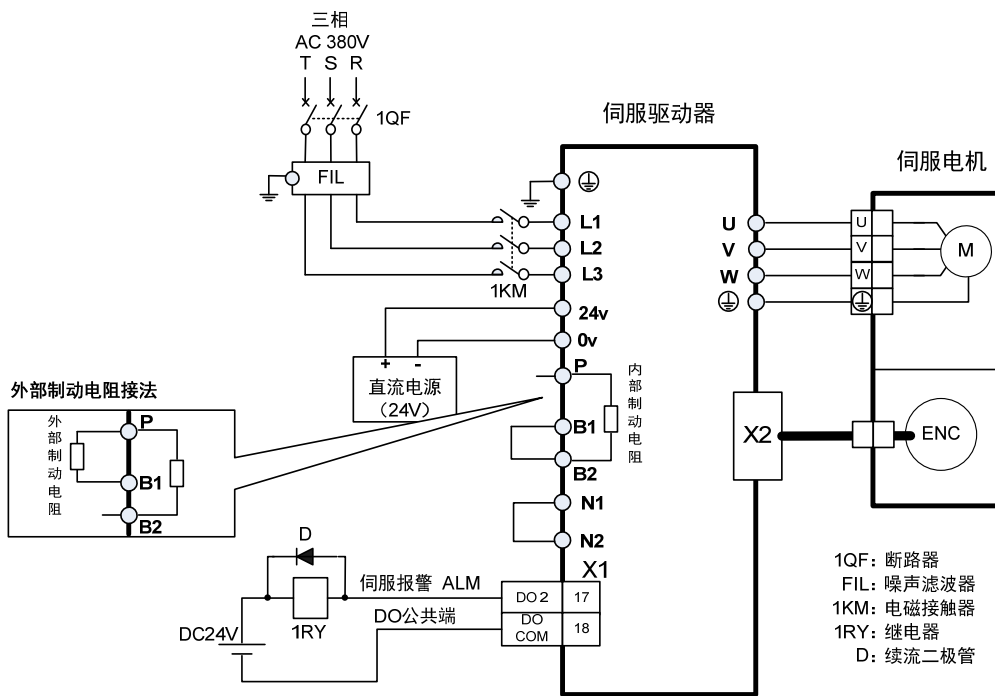 三相
AC 380V
T S R
1QF
FIL
伺服驱动器
伺服电机
L1
L2
L3
1KM
24v
0v
+ -
直流电源
（24V）
P
B1
B2
内部制动电阻
N1
N2
X1
U
V
W
U
V
W
M
X2
ENC
外部制动电阻接法
外部制动电阻
P
B1
B2
D
伺服报警 ALM
DO公共端
DC24V
1RY
DO 2 17
DO COM 18
1QF：断路器
FIL：噪声滤波器
1KM：电磁接触器
1RY：继电器
D：续流二极管